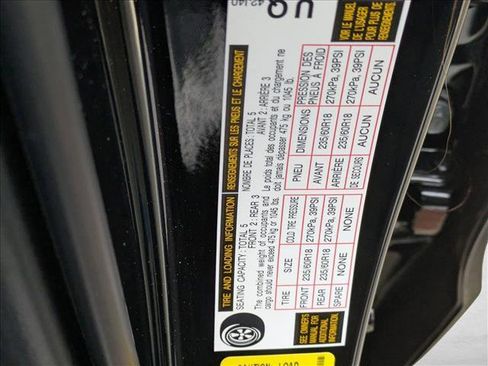 TIRE AND LOADING INFORMATION
RENSEIGNEMENTS SUR LES PNEUS ET LE CHARGEMENT
SEATING CAPACITY: TOTAL 5
FRONT 2; REAR 3
The combined weight of occupants and
cargo should never exceed 475 kg or 1045 lb.
NOMBRE DE PLACES: TOTAL 5
AVANT 2; ARRIÈRE 3
Le poids total des occupants et du chargement ne
doit jamais dépasser 475 kg ou 1045 lb.
TIRE SIZE COLD TIRE PRESSURE
FRONT 235/60R18 270kPa, 39PSI
REAR 235/60R18 270kPa, 39PSI
SPARE NONE NONE
PNEU DIMENSIONS PRESSION DES PNEUS À FROID
AVANT 235/60R18 270kPa, 39PSI
ARRIÈRE 235/60R18 270kPa, 39PSI
DE SECOURS AUCUN AUCUN
SEE OWNER'S
MANUAL FOR
ADDITIONAL
INFORMATION
VOIR LE MANUEL
DE L'USAGER
POUR PLUS DE
42J40
CAUTION: LOAD